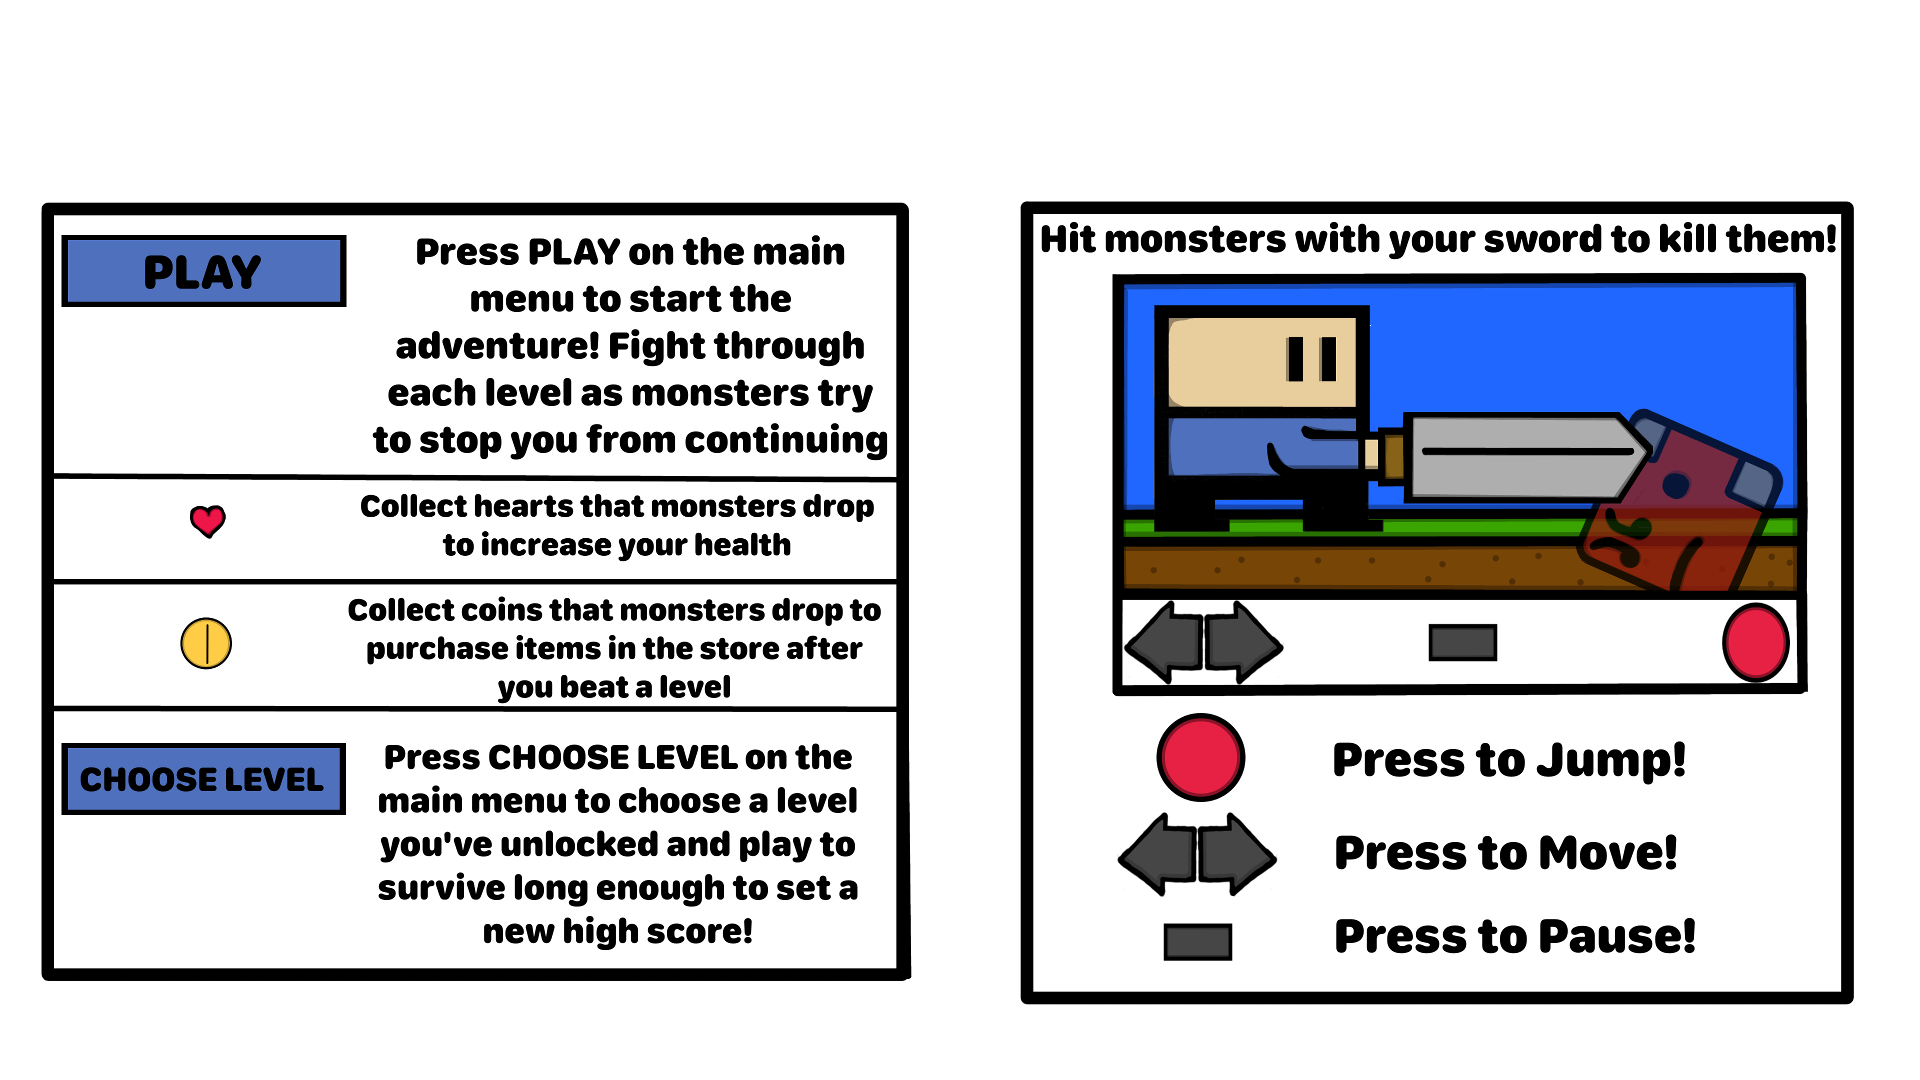 PLAY
Press PLAY on the main
menu to start the
adventure! Fight through
each level as monsters try
to stop you from continuing
Collect hearts that monsters drop
to increase your health
Collect coins that monsters drop to
purchase items in the store after
you beat a level
CHOOSE LEVEL
Press CHOOSE LEVEL on the
main menu to choose a level
you've unlocked and play to
survive long enough to set a
new high score!
Hit monsters with your sword to kill them!
Press to Jump!
Press to Move!
Press to Pause!